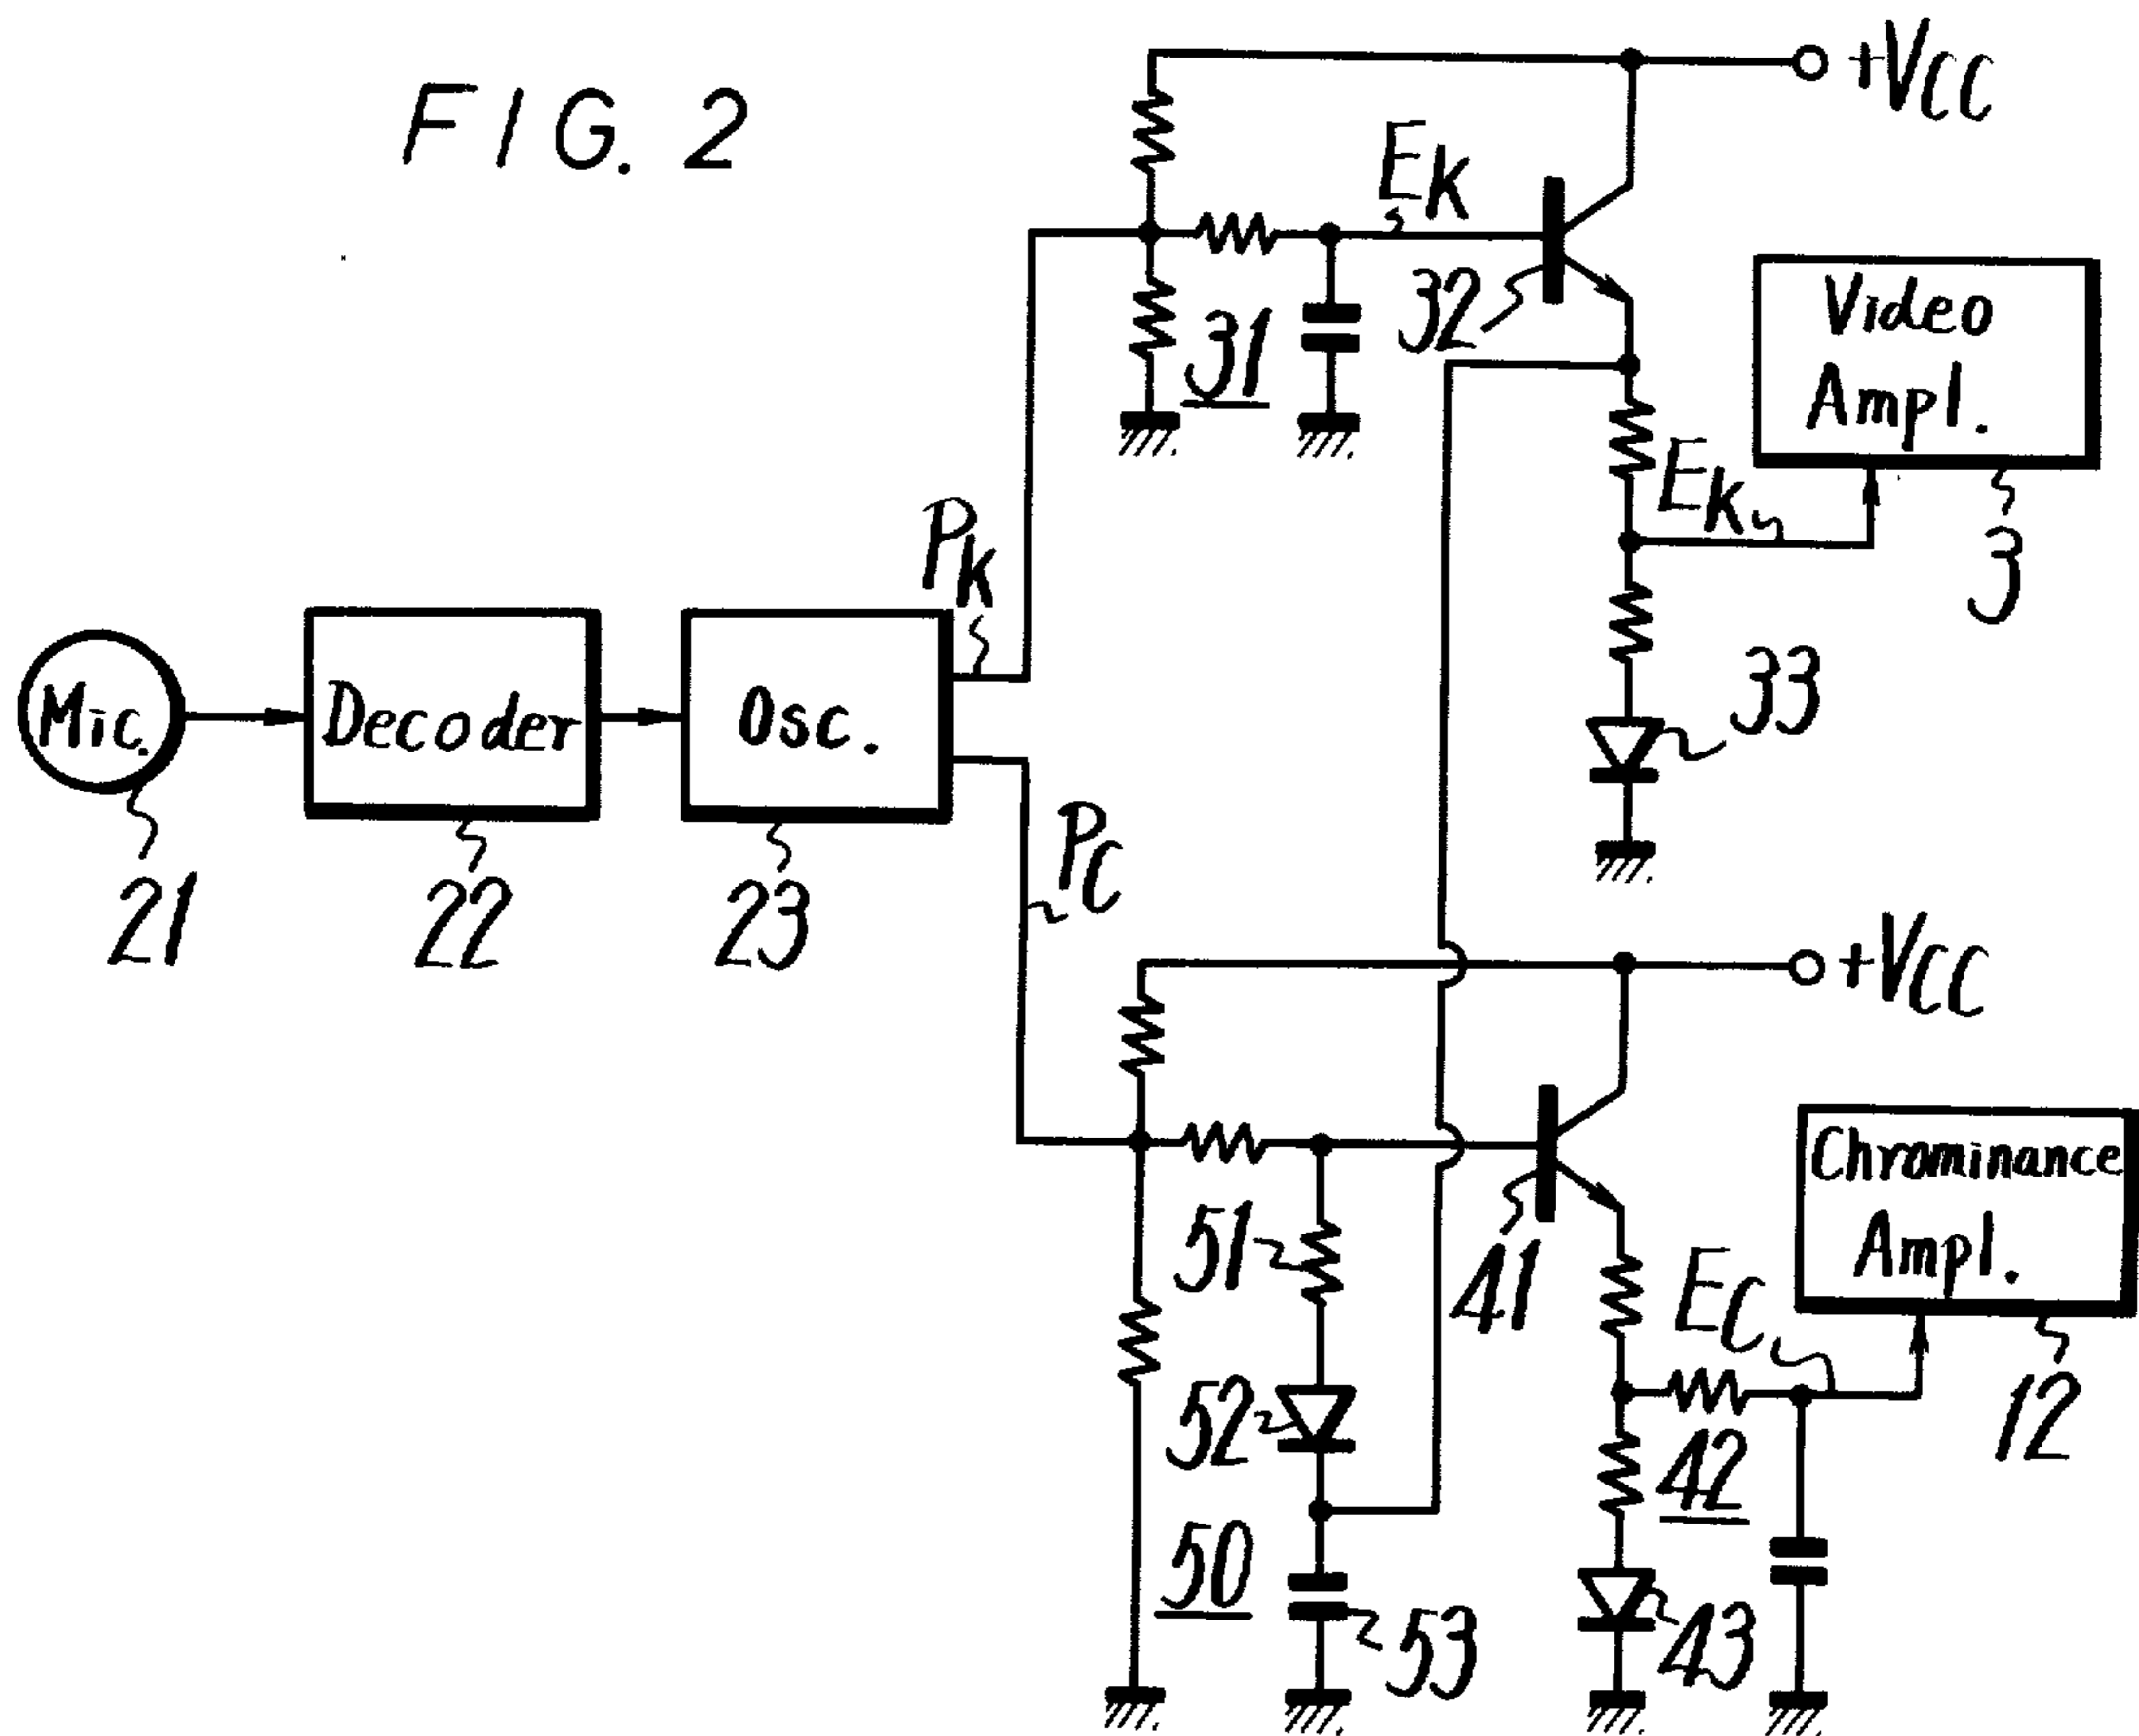 FIG. 2
+VCC
EK
32
31
Video
Ampl.
EK
3
PK
33
Mic.
Decoder
Osc.
21
22
23
PC
+VCC
Chrominance
Ampl.
51
41
EC
12
52
42
50
53
43